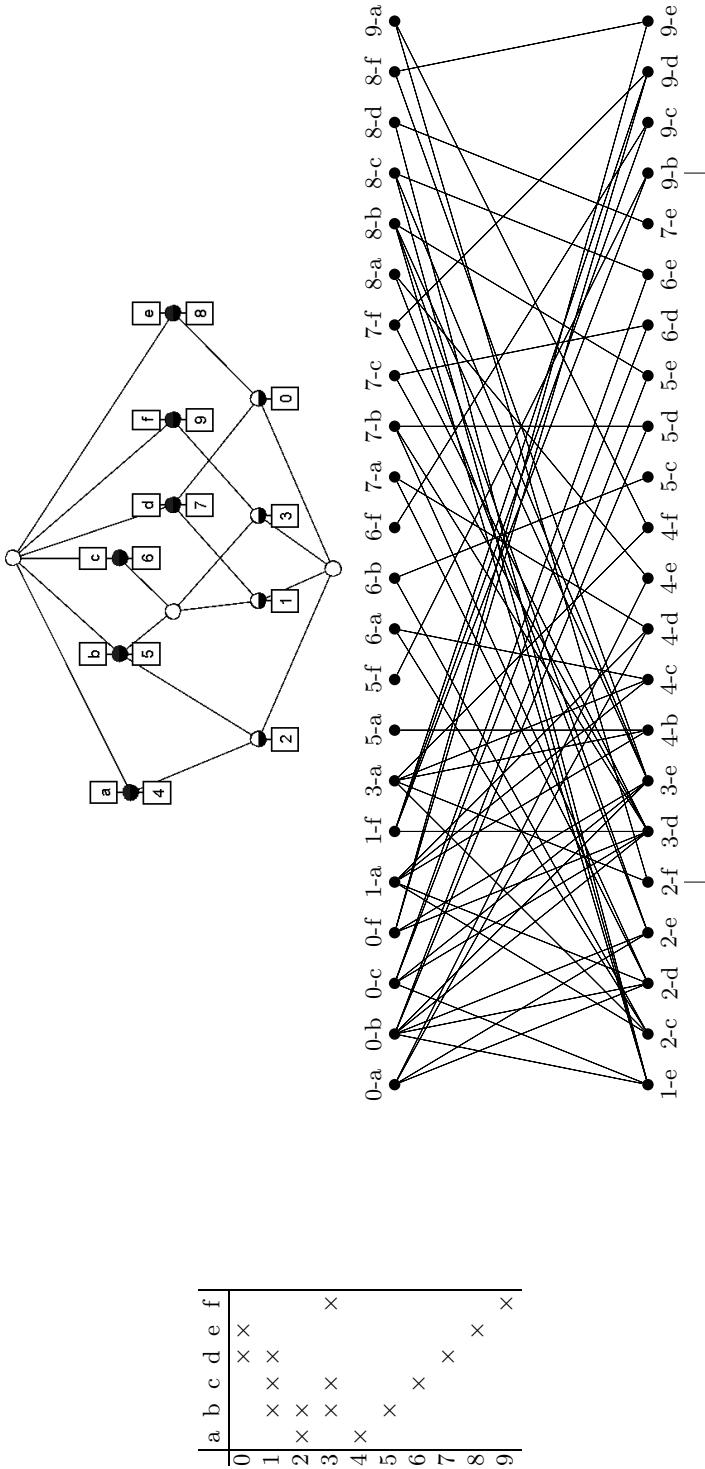 e
8
f
9
d
7
c
6
b
5
a
4
0
3
1
2
0-a 0-b 0-c 0-f 1-a 1-f 3-a 5-a 5-f 6-a 6-b 6-f 7-a 7-b 7-c 7-f 8-a 8-b 8-c 8-d 8-f 9-a
1-e 2-c 2-d 2-e 2-f 3-d 3-e 4-b 4-c 4-d 4-e 4-f 5-c 5-d 5-e 6-d 6-e 7-e 9-b 9-c 9-d 9-e
a b c d e f
0 × ×
1 × × ×
2 × ×
3 × × ×
4 ×
5 ×
6 ×
7 ×
8 ×
9 ×